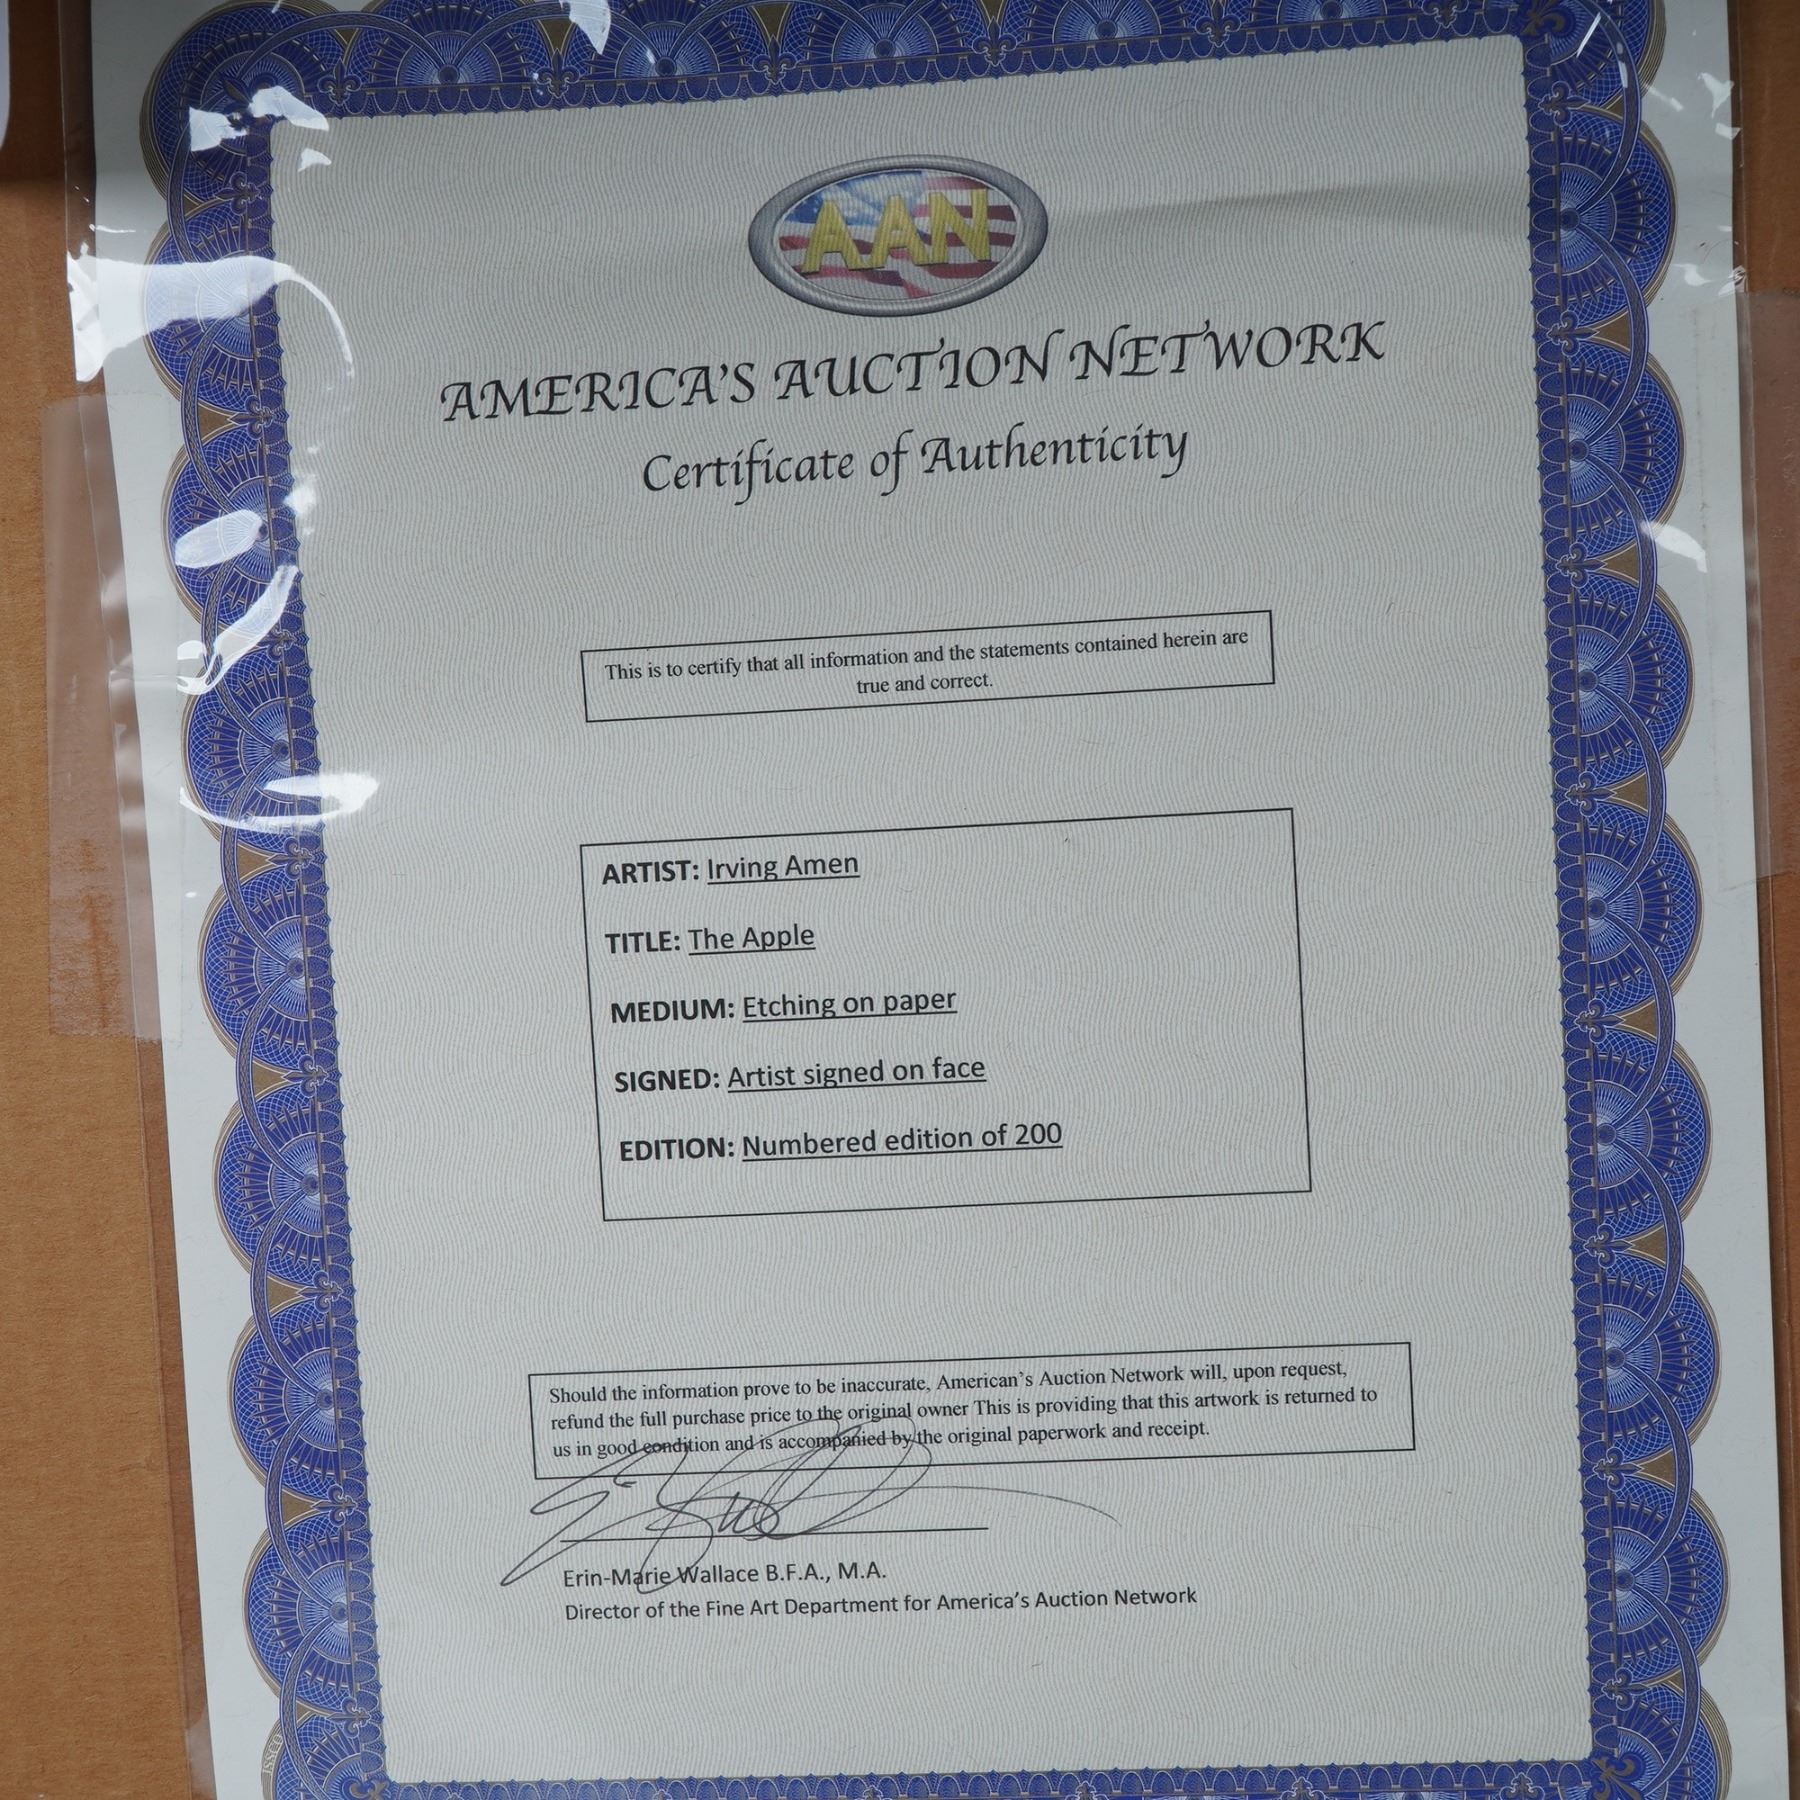 AAN
AMERICA'S AUCTION NETWORK
Certificate of Authenticity
This is to certify that all information and the statements contained herein are
true and correct.
ARTIST: Irving Amen
TITLE: The Apple
MEDIUM: Etching on paper
SIGNED: Artist signed on face
EDITION: Numbered edition of 200
Should the information prove to be inaccurate, American's Auction Network will, upon request,
refund the full purchase price to the original owner This is providing that this artwork is returned to
us in good condition and is accompanied by the original paperwork and receipt.
Erin-Marie Wallace B.F.A., M.A.
Director of the Fine Art Department for America's Auction Network